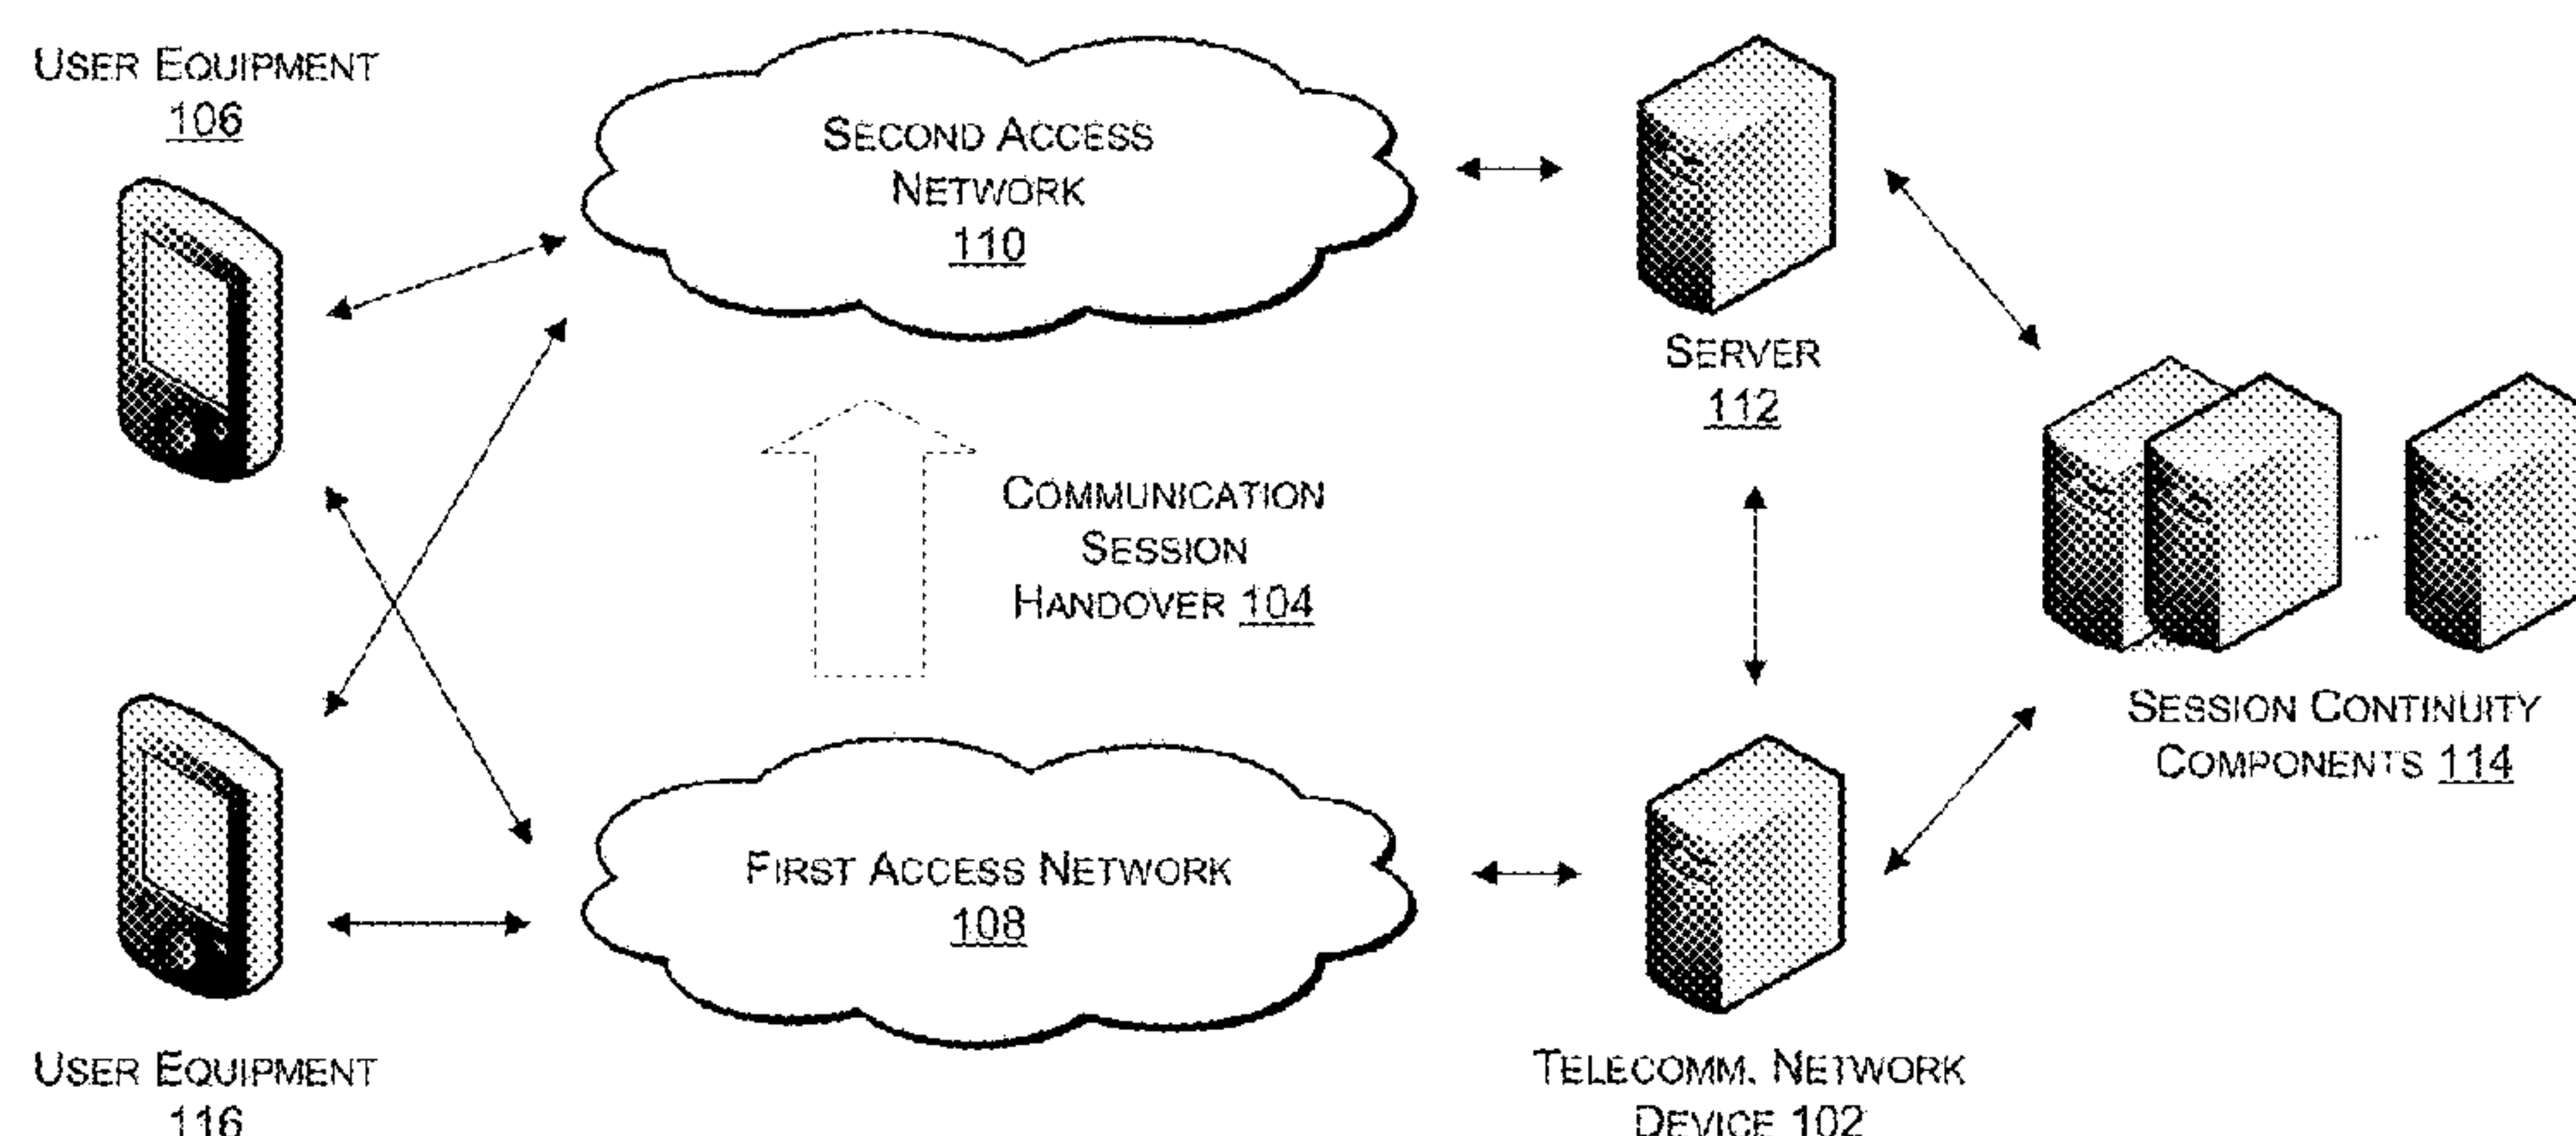 USER EQUIPMENT
106
SECOND ACCESS
NETWORK
110
SERVER
112
COMMUNICATION
SESSION
HANDOVER 104
SESSION CONTINUITY
COMPONENTS 114
FIRST ACCESS NETWORK
108
USER EQUIPMENT
116
TELECOMM. NETWORK
DEVICE 102